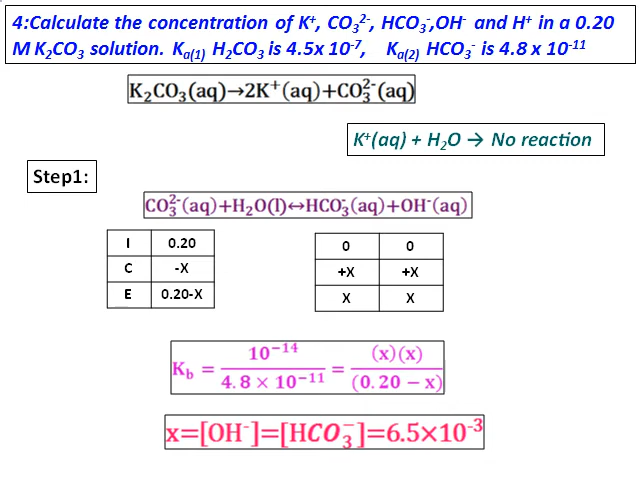 4:Calculate the concentration of K⁺, CO₃²⁻, HCO₃⁻,OH⁻ and H⁺ in a 0.20
M K₂CO₃ solution. Kₐ₍₁₎ H₂CO₃ is 4.5x 10⁻⁷, Kₐ₍₂₎ HCO₃⁻ is 4.8 x 10⁻¹¹
K₂CO₃(aq)→2K⁺(aq)+CO₃²⁻(aq)
K⁺(aq) + H₂O → No reaction
Step1:
CO₃²⁻(aq)+H₂O(l)↔HCO₃⁻(aq)+OH⁻(aq)
I 0.20 0 0
C -X +X +X
E 0.20-X X X
K_b = 10⁻¹⁴ / 4.8 × 10⁻¹¹ = (x)(x) / (0.20 − x)
x=[OH⁻]=[HCO₃⁻]=6.5×10⁻³